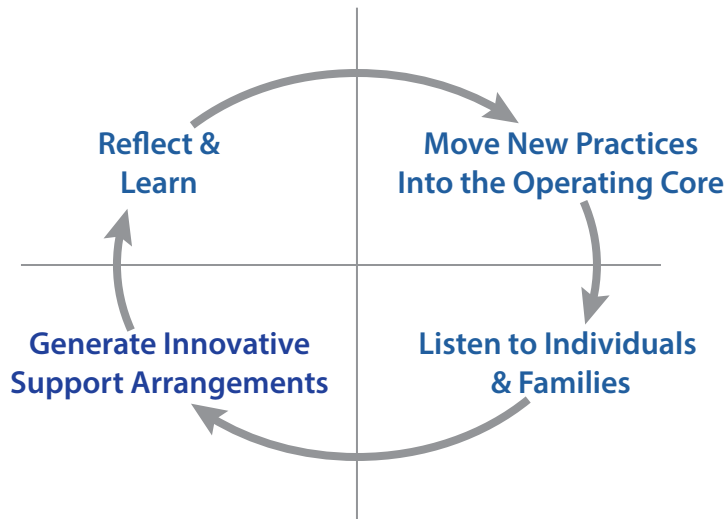 Reflect &
Learn
Move New Practices
Into the Operating Core
Generate Innovative
Support Arrangements
Listen to Individuals
& Families